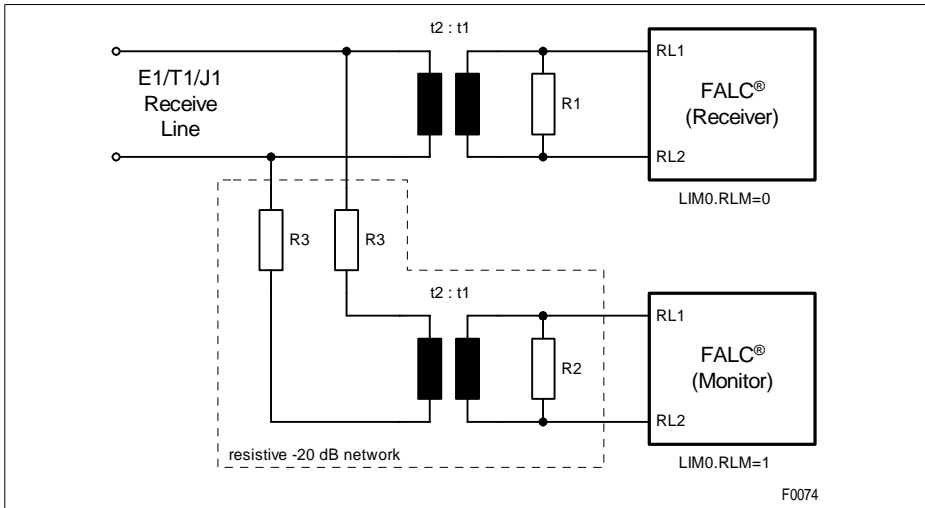 t2 : t1
E1/T1/J1
Receive
Line
R1
RL1
RL2
FALC®
(Receiver)
LIM0.RLM=0
R3
R3
t2 : t1
R2
RL1
RL2
FALC®
(Monitor)
LIM0.RLM=1
resistive -20 dB network
F0074